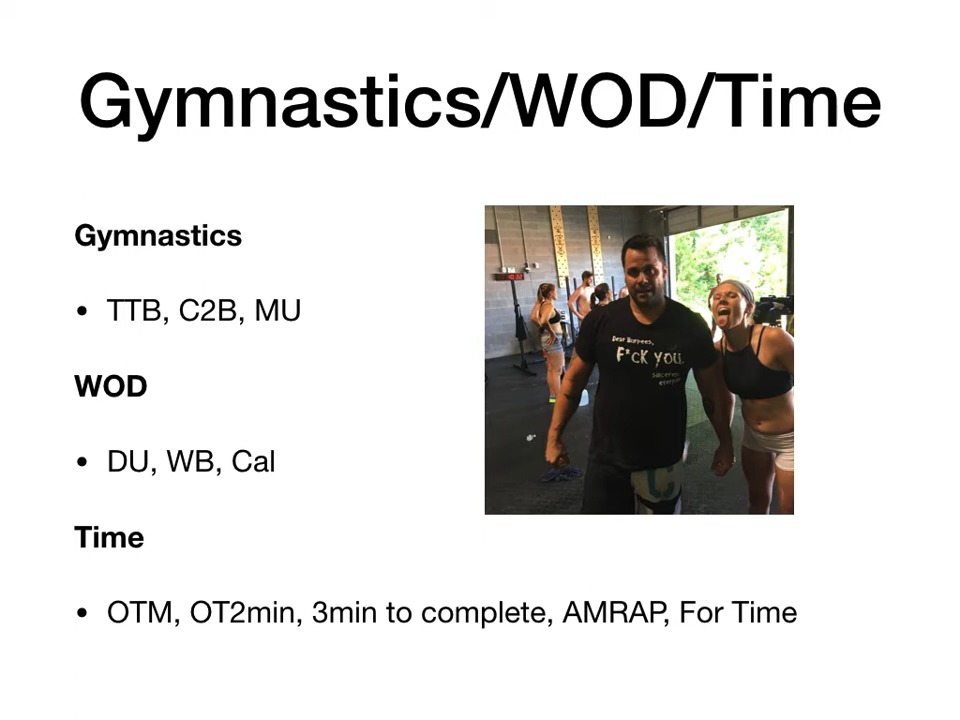 Gymnastics/WOD/Time
Gymnastics
• TTB, C2B, MU
WOD
• DU, WB, Cal
Time
• OTM, OT2min, 3min to complete, AMRAP, For Time
Dear Burpees,
F*CK YOU.